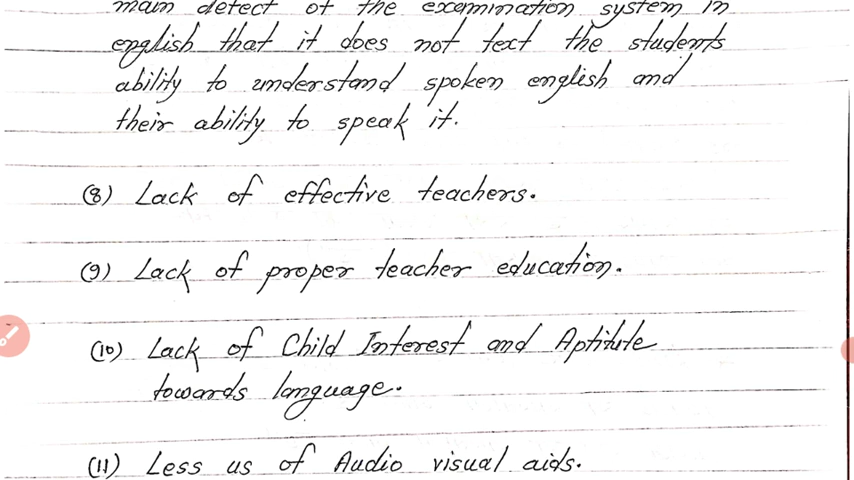 main defect of the examination system in
english that it does not text the students
ability to understand spoken english and
their ability to speak it.
(8) Lack of effective teachers.
(9) Lack of proper teacher education.
(10) Lack of Child Interest and Aptitute
towards language.
(11) Less us of Audio visual aids.